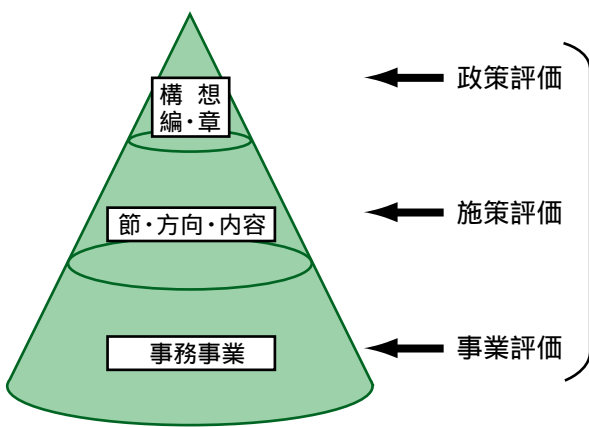 構 想
編・章
政策評価
節・方向・内容
施策評価
事務事業
事業評価